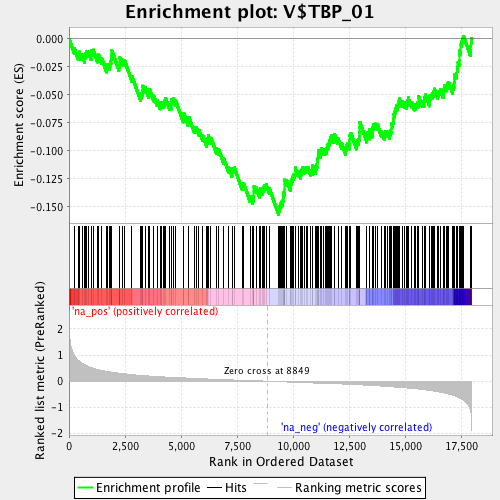 Enrichment plot: V$TBP_01
Enrichment score (ES)
0.000
-0.025
-0.050
-0.075
-0.100
-0.125
-0.150
'na_pos' (positively correlated)
Ranked list metric (PreRanked)
2
1
0
-1
-2
Zero cross at 8849
'na_neg' (negatively correlated)
0
2,500
5,000
7,500
10,000
12,500
15,000
17,500
Rank in Ordered Dataset
Enrichment profile
Hits
Ranking metric scores